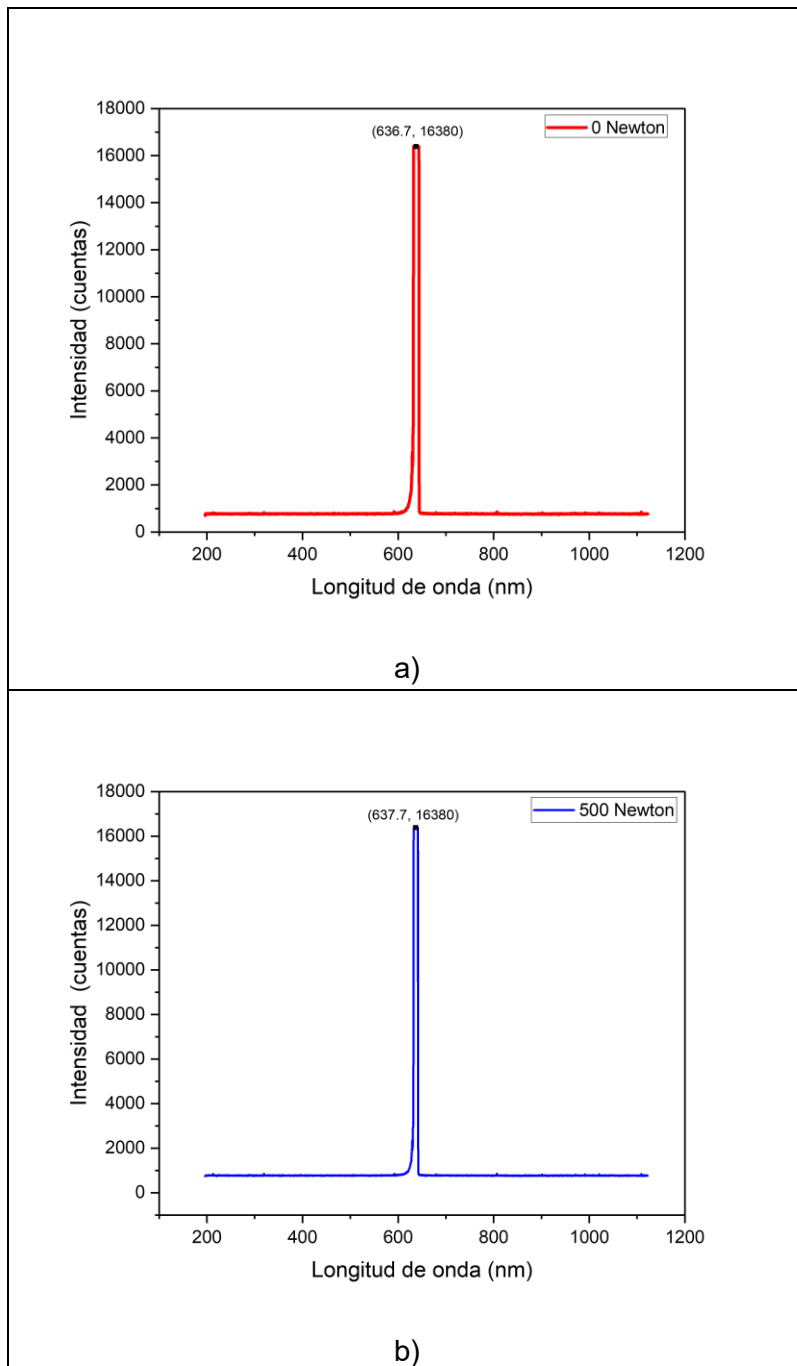 18000
(636.7, 16380)
0 Newton
16000
14000
12000
10000
8000
6000
4000
2000
0
Intensidad (cuentas)
200 400 600 800 1000 1200
Longitud de onda (nm)
a)
18000
(637.7, 16380)
500 Newton
16000
14000
12000
10000
8000
6000
4000
2000
0
Intensidad (cuentas)
200 400 600 800 1000 1200
Longitud de onda (nm)
b)